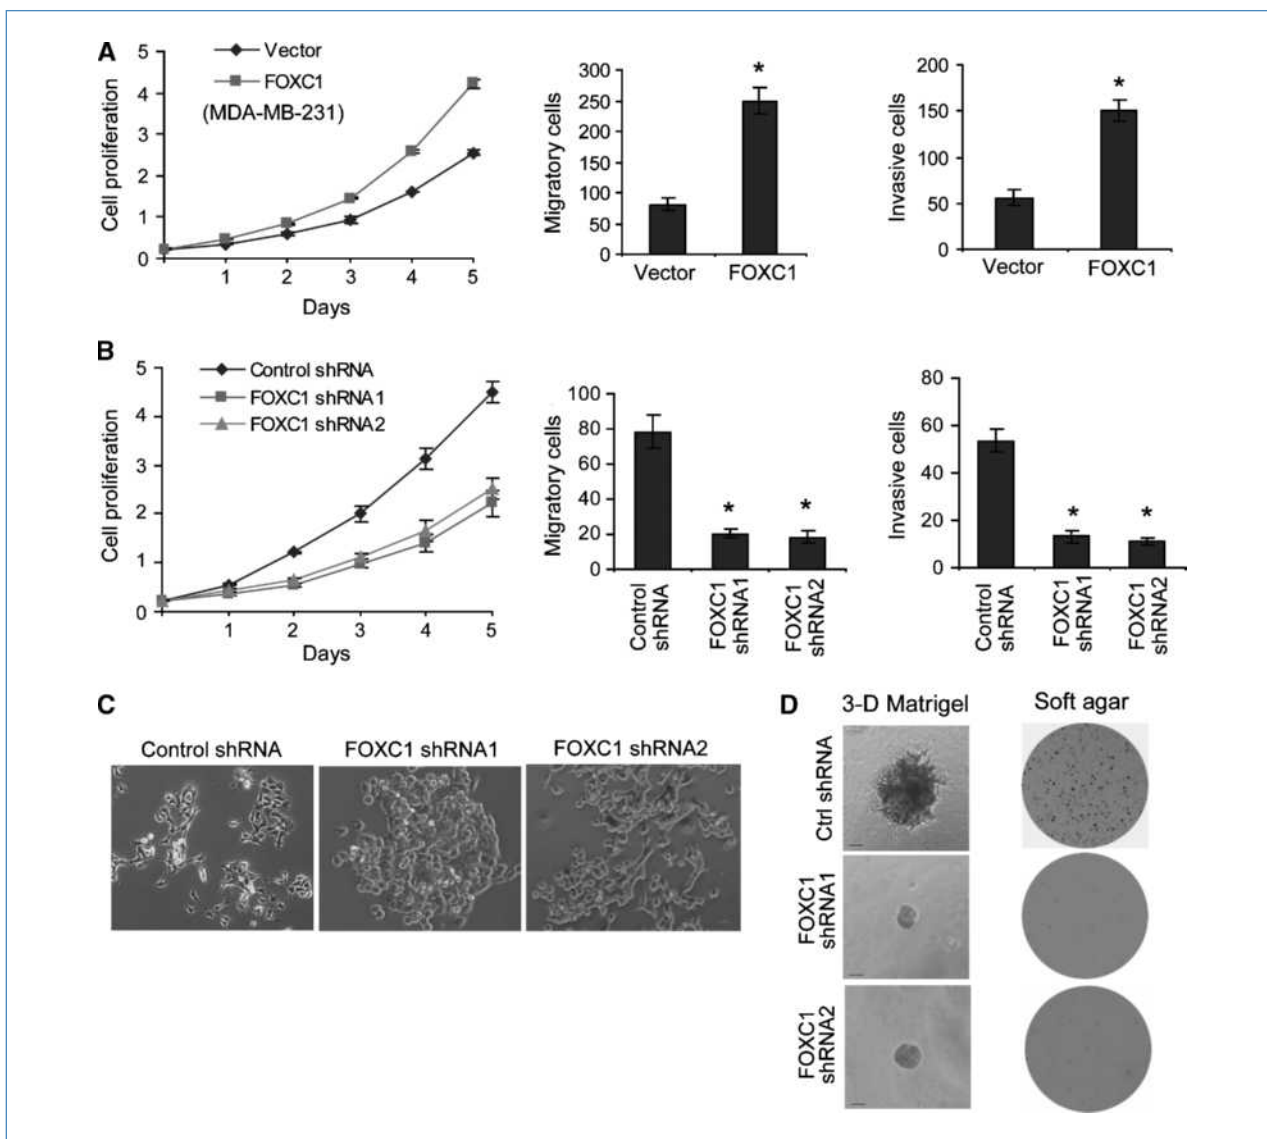 A
Vector
FOXC1
(MDA-MB-231)
Cell proliferation
5
4
3
2
1
0
1 2 3 4 5
Days
Migratory cells
300
250
200
150
100
50
0
*
Vector FOXC1
Invasive cells
200
150
100
50
0
*
Vector FOXC1
B
Control shRNA
FOXC1 shRNA1
FOXC1 shRNA2
Cell proliferation
5
4
3
2
1
0
1 2 3 4 5
Days
Migratory cells
100
80
60
40
20
0
* *
Control
shRNA
FOXC1
shRNA1
FOXC1
shRNA2
Invasive cells
80
60
40
20
0
* *
Control
shRNA
FOXC1
shRNA1
FOXC1
shRNA2
C
Control shRNA FOXC1 shRNA1 FOXC1 shRNA2
D
3-D Matrigel Soft agar
Ctrl shRNA
FOXC1
shRNA1
FOXC1
shRNA2